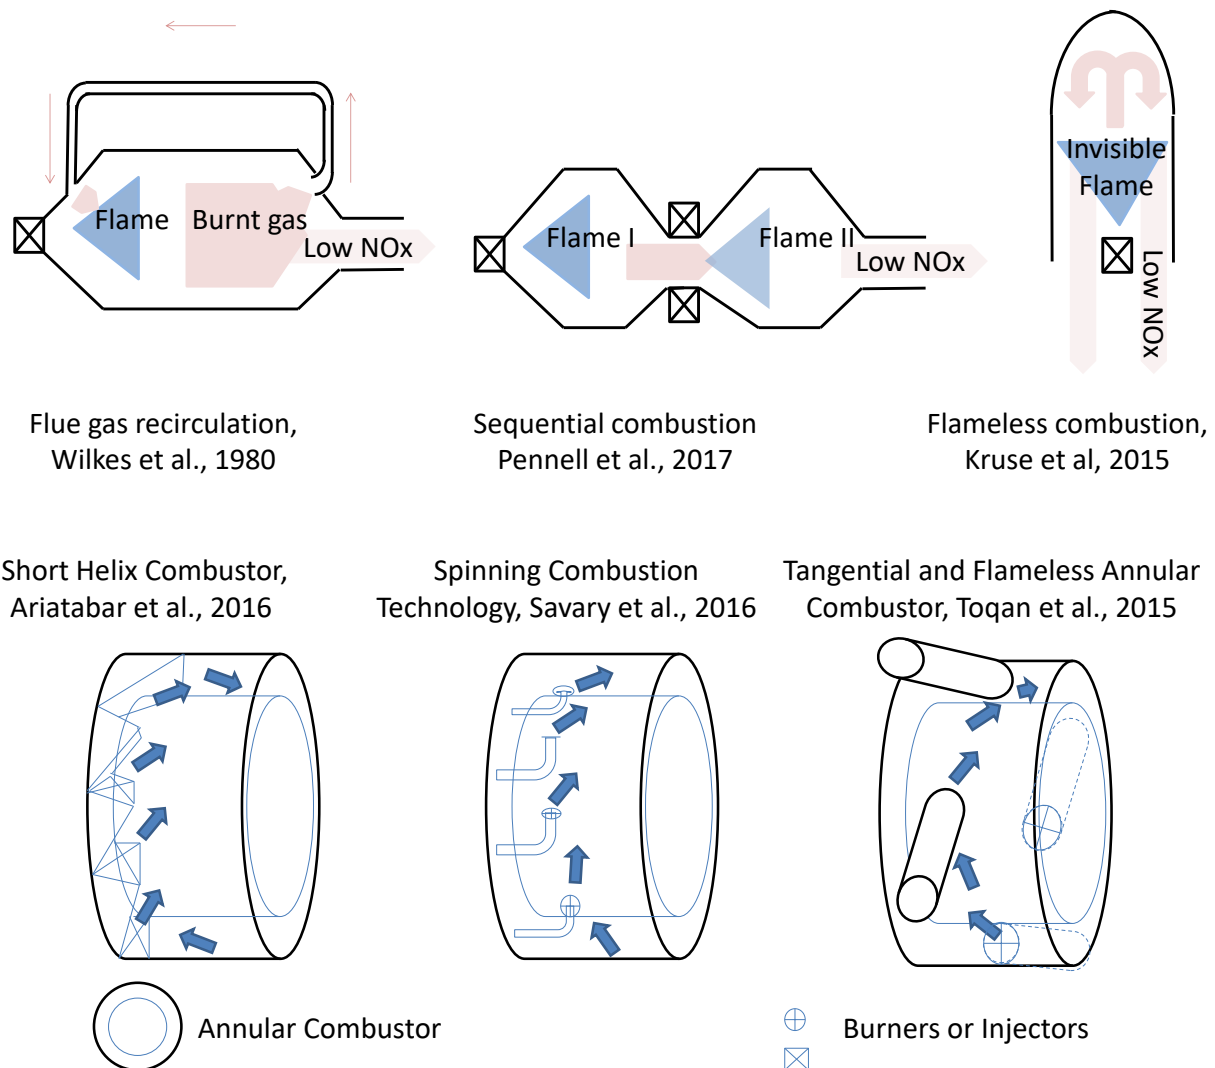 Flame
Burnt gas
Low NOx
Flame I
Flame II
Low NOx
Invisible
Flame
Low NOx
Flue gas recirculation,
Wilkes et al., 1980
Sequential combustion
Pennell et al., 2017
Flameless combustion,
Kruse et al, 2015
Short Helix Combustor,
Ariatabar et al., 2016
Spinning Combustion
Technology, Savary et al., 2016
Tangential and Flameless Annular
Combustor, Toqan et al., 2015
Annular Combustor
Burners or Injectors